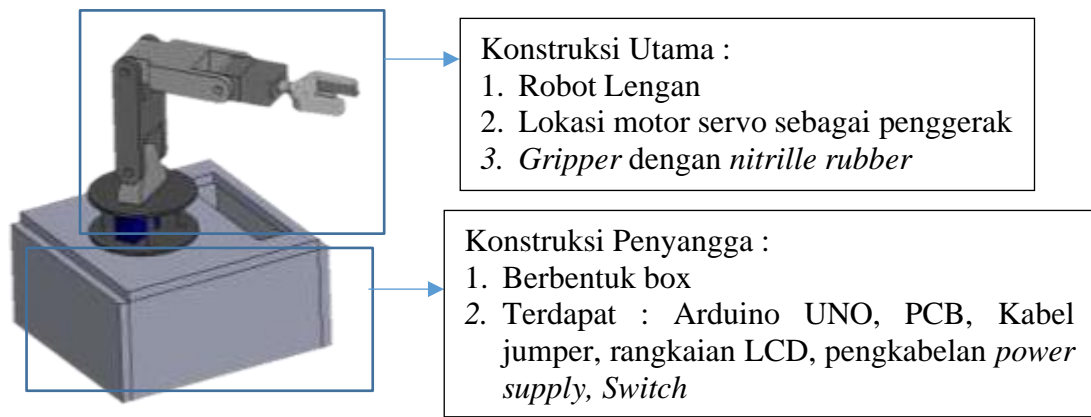 Konstruksi Utama :
1. Robot Lengan
2. Lokasi motor servo sebagai penggerak
3. Gripper dengan nitrille rubber
Konstruksi Penyangga :
1. Berbentuk box
2. Terdapat : Arduino UNO, PCB, Kabel
jumper, rangkaian LCD, pengkabelan power
supply, Switch